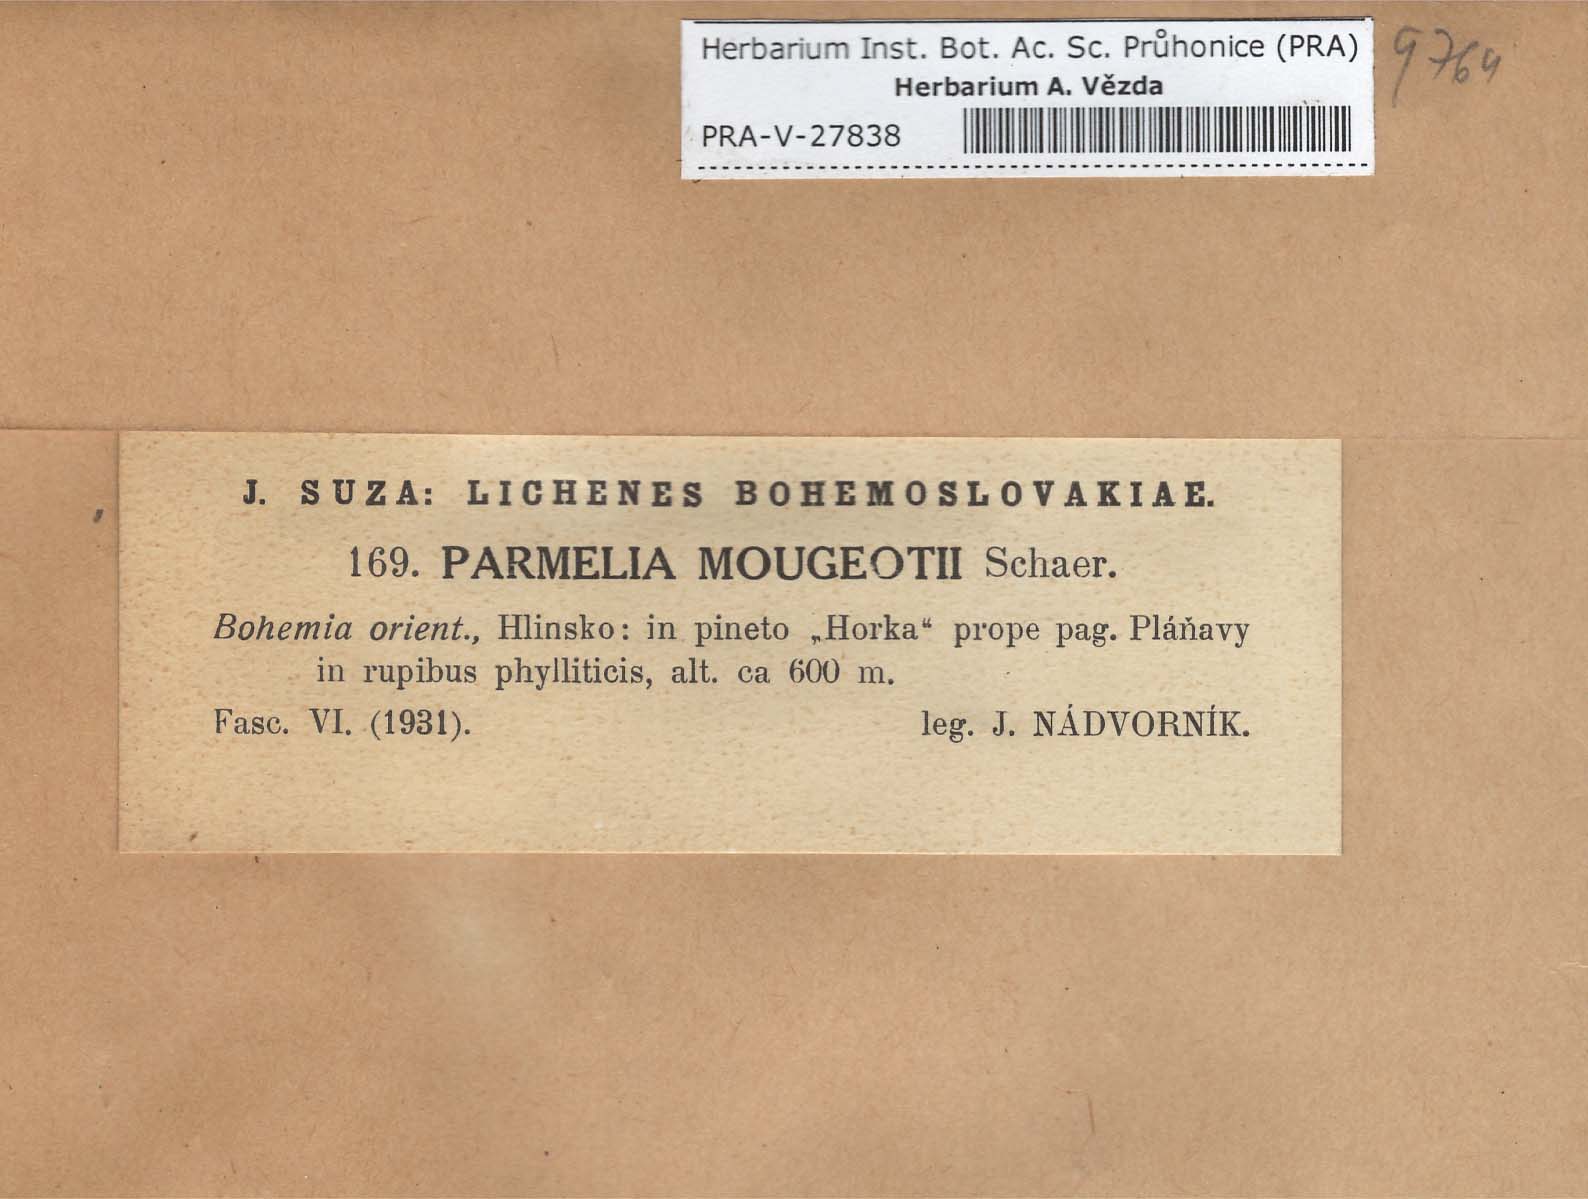 Herbarium Inst. Bot. Ac. Sc. Průhonice (PRA)
Herbarium A. Vězda
PRA-V-27838
9764
J. SUZA: LICHENES BOHEMOSLOVAKIAE.
169. PARMELIA MOUGEOTII Schaer.
Bohemia orient., Hlinsko: in pineto „Horka“ prope pag. Pláňavy
in rupibus phylliticis, alt. ca 600 m.
Fasc. VI. (1931). leg. J. NÁDVORNÍK.